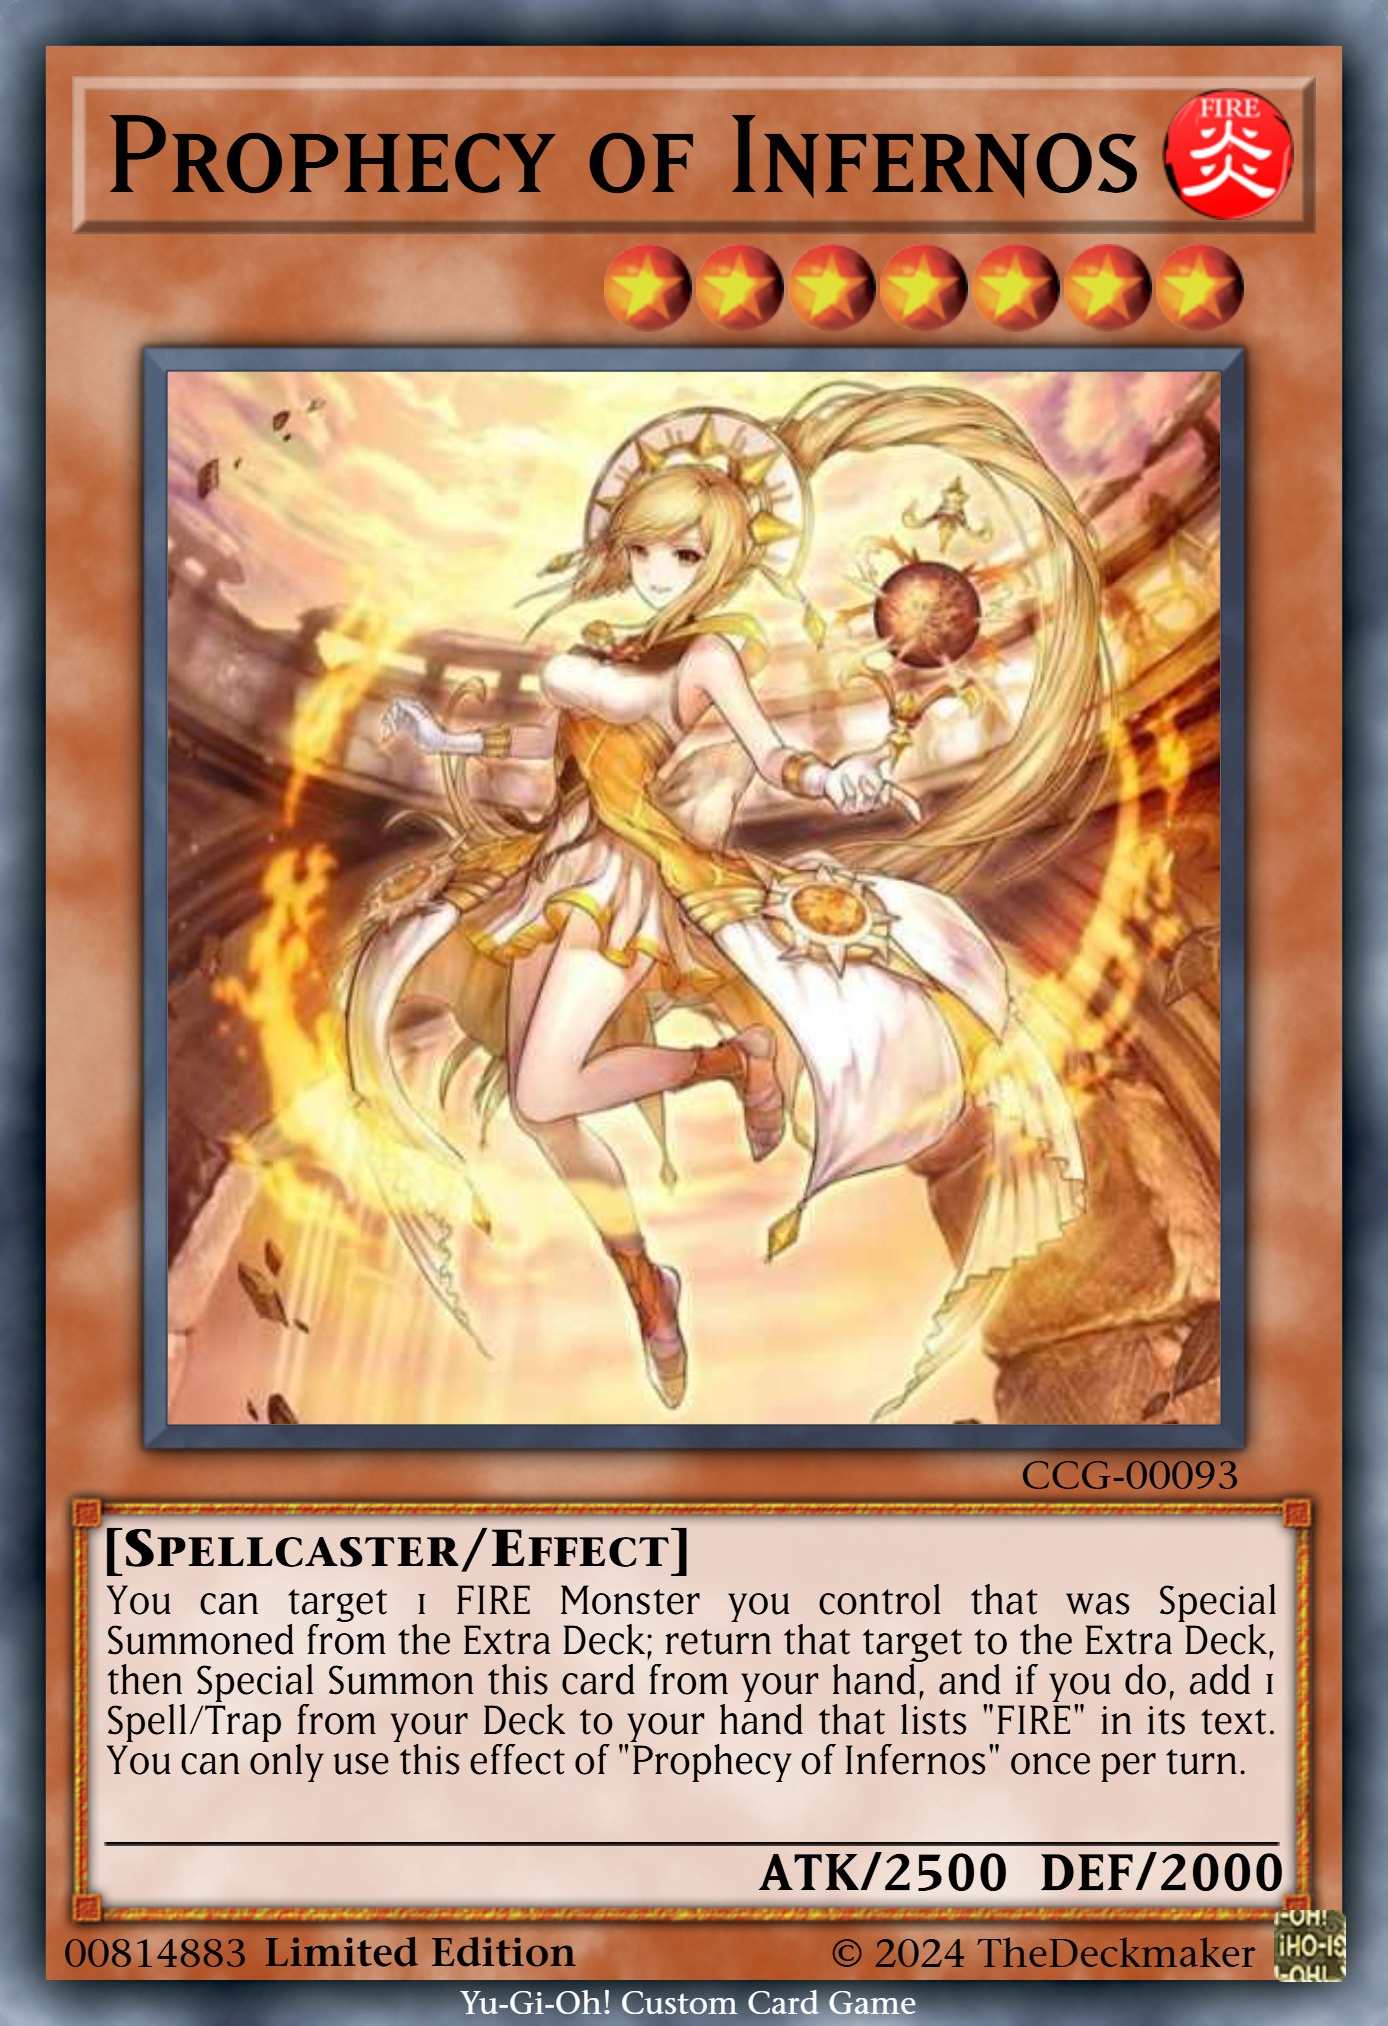 Prophecy of Infernos
FIRE
炎
CCG-00093
[Spellcaster/Effect]
You can target 1 FIRE Monster you control that was Special
Summoned from the Extra Deck; return that target to the Extra Deck,
then Special Summon this card from your hand, and if you do, add 1
Spell/Trap from your Deck to your hand that lists "FIRE" in its text.
You can only use this effect of "Prophecy of Infernos" once per turn.
ATK/2500 DEF/2000
00814883 Limited Edition © 2024 TheDeckmaker
Yu-Gi-Oh! Custom Card Game